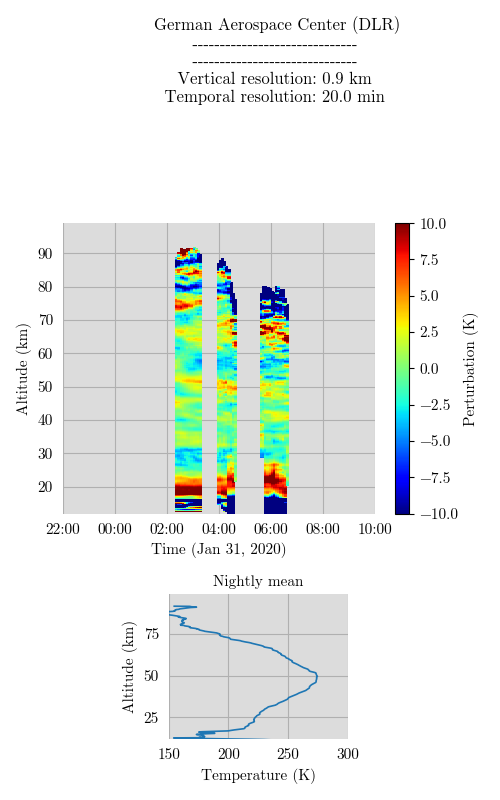 German Aerospace Center (DLR)
------------------------------
------------------------------
Vertical resolution: 0.9 km
Temporal resolution: 20.0 min
90
80
70
60
50
40
30
20
Altitude (km)
22:00 00:00 02:00 04:00 06:00 08:00 10:00
Time (Jan 31, 2020)
10.0
7.5
5.0
2.5
0.0
−2.5
−5.0
−7.5
−10.0
Perturbation (K)
Nightly mean
75
50
25
Altitude (km)
150 200 250 300
Temperature (K)